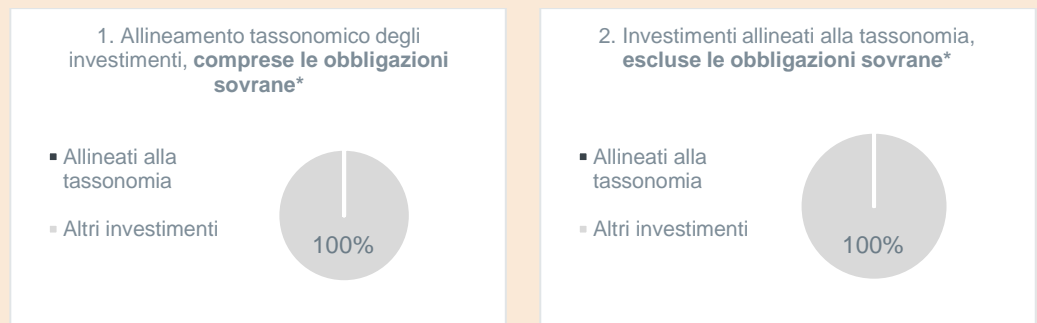 1. Allineamento tassonomico degli
investimenti, comprese le obbligazioni
sovrane*
Allineati alla
tassonomia
Altri investimenti
100%
2. Investimenti allineati alla tassonomia,
escluse le obbligazioni sovrane*
Allineati alla
tassonomia
Altri investimenti
100%